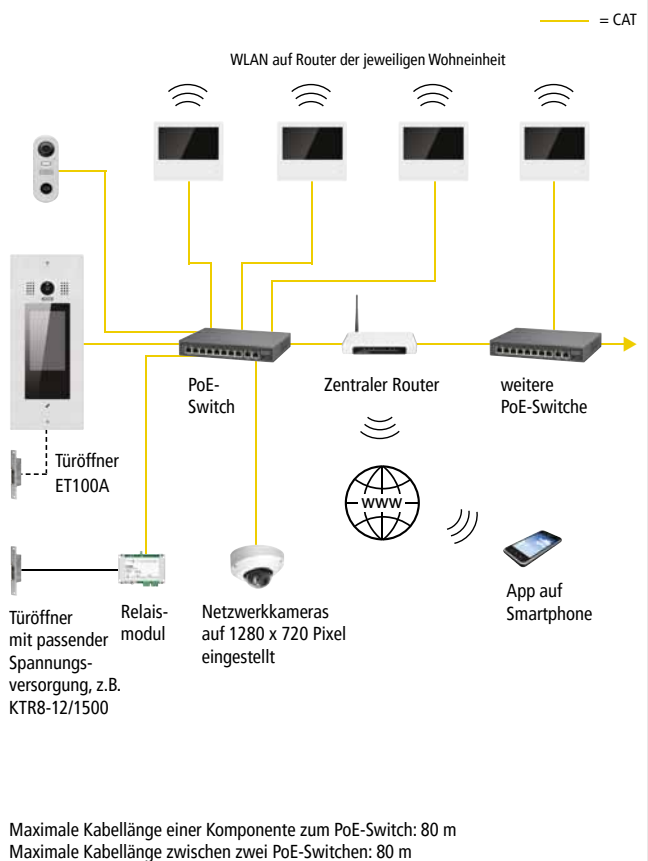 = CAT
WLAN auf Router der jeweiligen Wohneinheit
PoE-
Switch
Zentraler Router
weitere
PoE-Switche
Türöffner
ET100A
WWW
Türöffner
mit passender
Spannungs-
versorgung, z.B.
KTR8-12/1500
Relais-
modul
Netzwerkkameras
auf 1280 x 720 Pixel
eingestellt
App auf
Smartphone
Maximale Kabellänge einer Komponente zum PoE-Switch: 80 m
Maximale Kabellänge zwischen zwei PoE-Switchen: 80 m